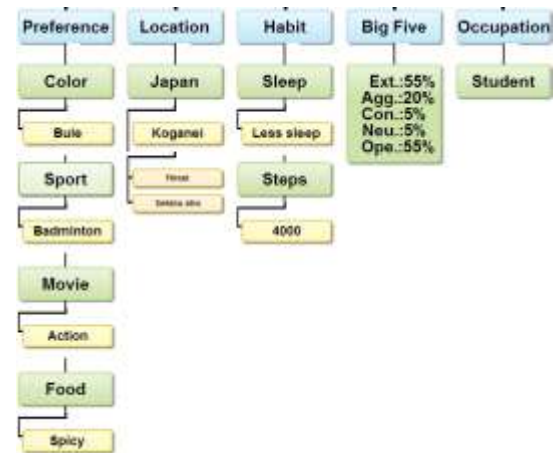 Preference
Location
Habit
Big Five
Occupation
Color
Japan
Sleep
Ext.:55%
Agg.:20%
Con.:5%
Neu.:5%
Ope.:55%
Student
Bule
Koganei
Less sleep
Sport
Steps
Badminton
4000
Movie
Action
Food
Spicy